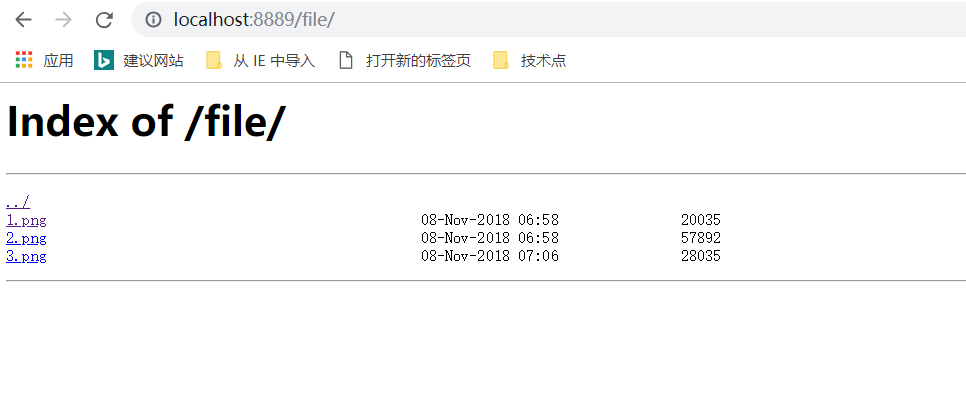 localhost:8889/file/
应用 建议网站 从 IE 中导入 打开新的标签页 技术点
Index of /file/
../
1.png 08-Nov-2018 06:58 20035
2.png 08-Nov-2018 06:58 57892
3.png 08-Nov-2018 07:06 28035